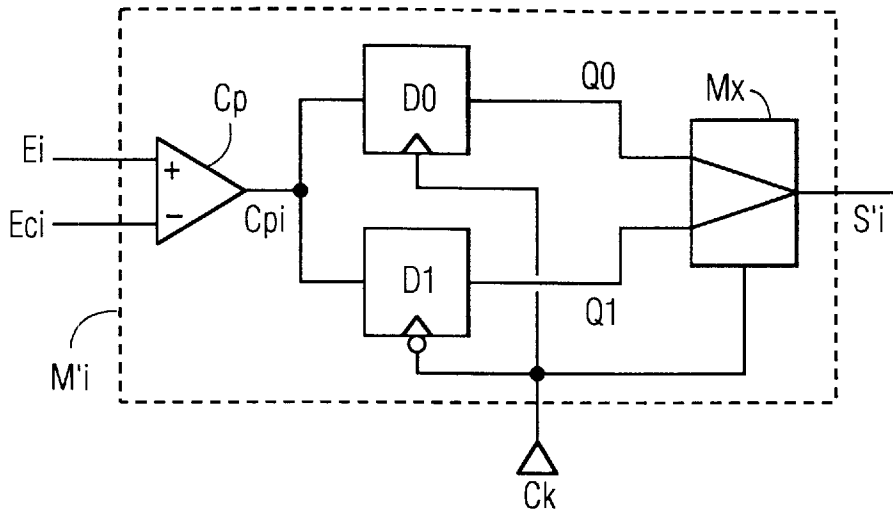 Cp
D0
Q0
Mx
Ei
+
Eci
−
Cpi
S'i
D1
Q1
M'i
Ck